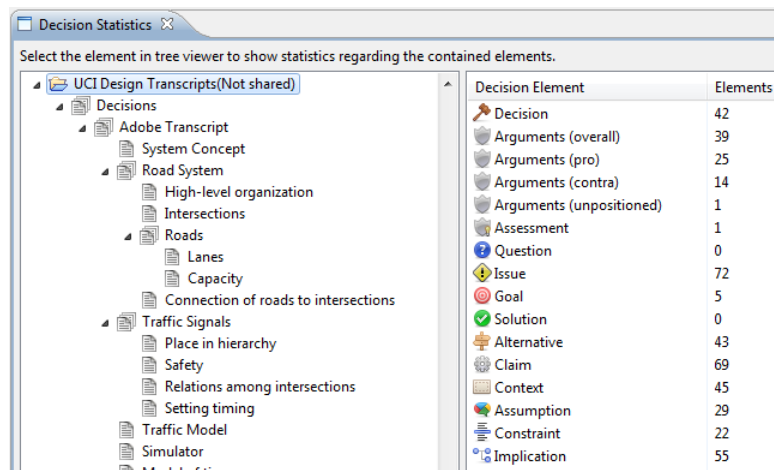 Decision Statistics
Select the element in tree viewer to show statistics regarding the contained elements.
UCI Design Transcripts(Not shared)
Decisions
Adobe Transcript
System Concept
Road System
High-level organization
Intersections
Roads
Lanes
Capacity
Connection of roads to intersections
Traffic Signals
Place in hierarchy
Safety
Relations among intersections
Setting timing
Traffic Model
Simulator
Decision Element Elements
Decision 42
Arguments (overall) 39
Arguments (pro) 25
Arguments (contra) 14
Arguments (unpositioned) 1
Assessment 1
Question 0
Issue 72
Goal 5
Solution 0
Alternative 43
Claim 69
Context 45
Assumption 29
Constraint 22
Implication 55